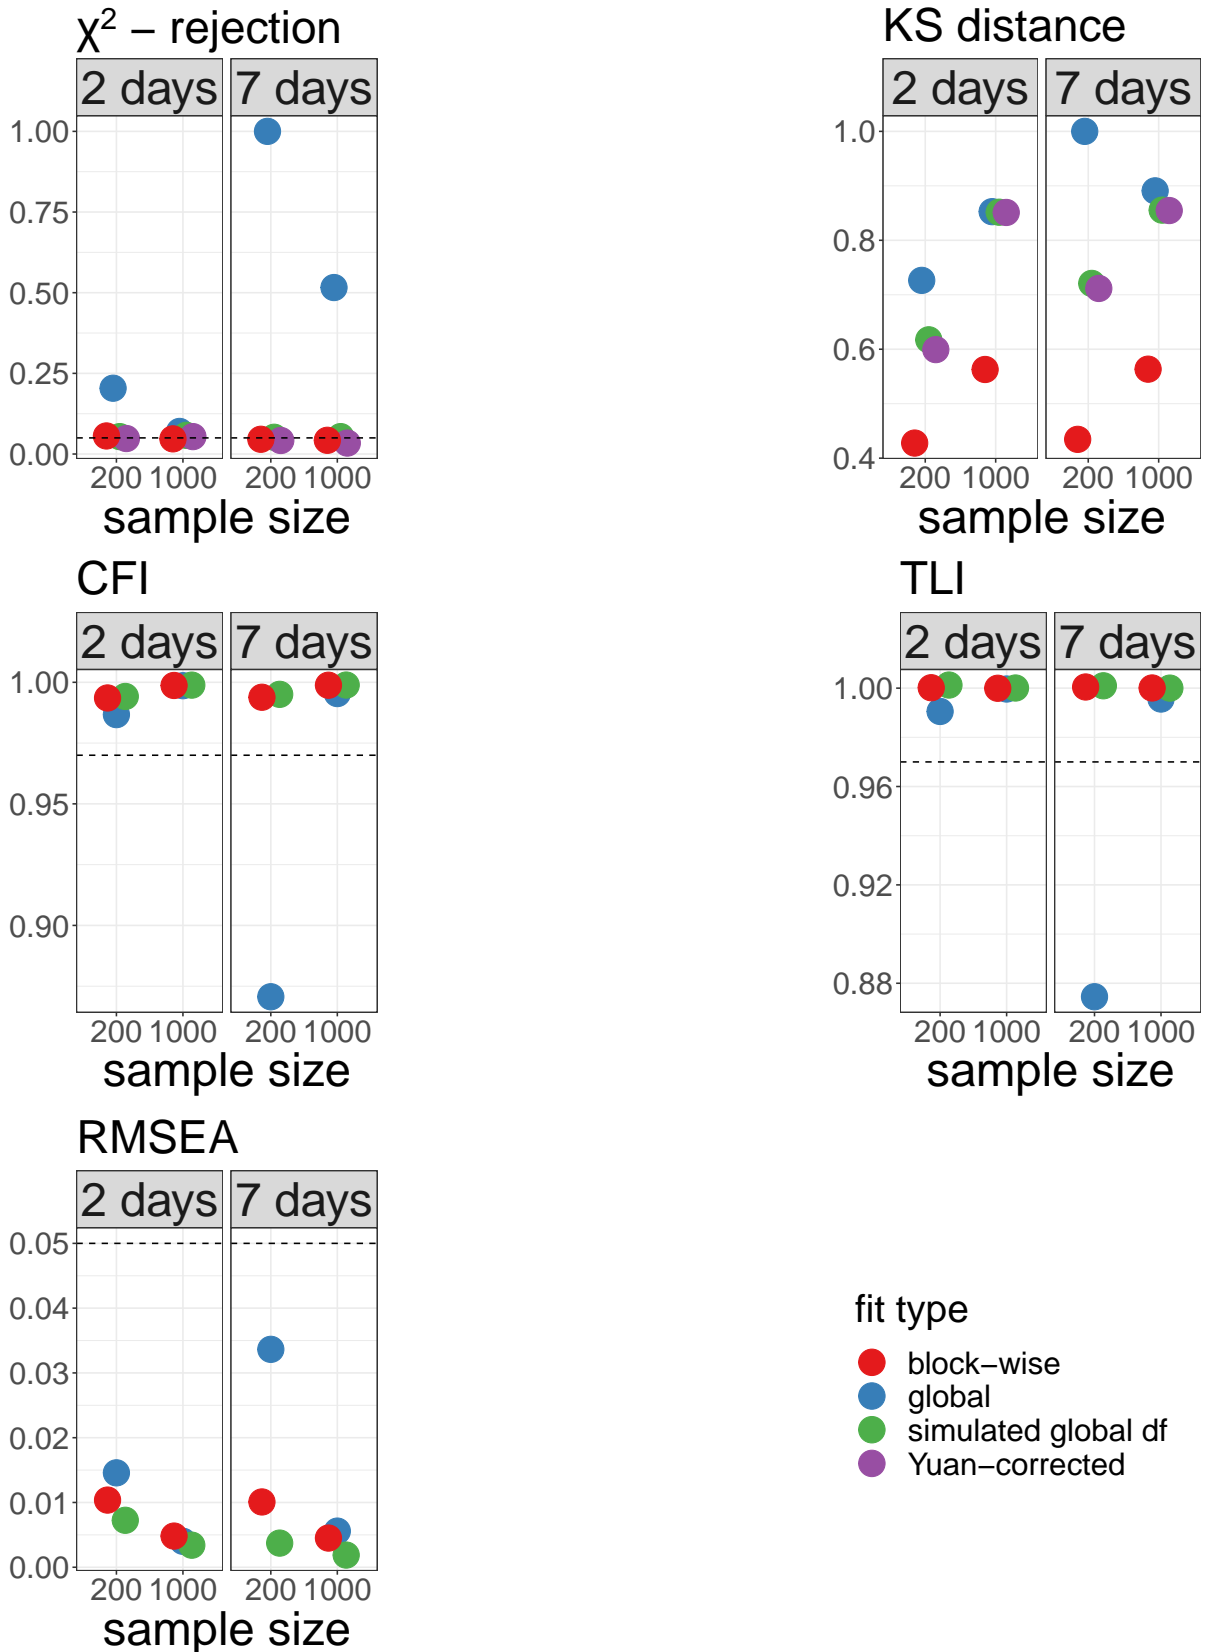 χ² − rejection
2 days 7 days
1.00
0.75
0.50
0.25
0.00
200 1000 200 1000
sample size
KS distance
2 days 7 days
1.0
0.8
0.6
0.4
200 1000 200 1000
sample size
CFI
2 days 7 days
1.00
0.95
0.90
200 1000 200 1000
sample size
TLI
2 days 7 days
1.00
0.96
0.92
0.88
200 1000 200 1000
sample size
RMSEA
2 days 7 days
0.05
0.04
0.03
0.02
0.01
0.00
200 1000 200 1000
sample size
fit type
block−wise
global
simulated global df
Yuan−corrected